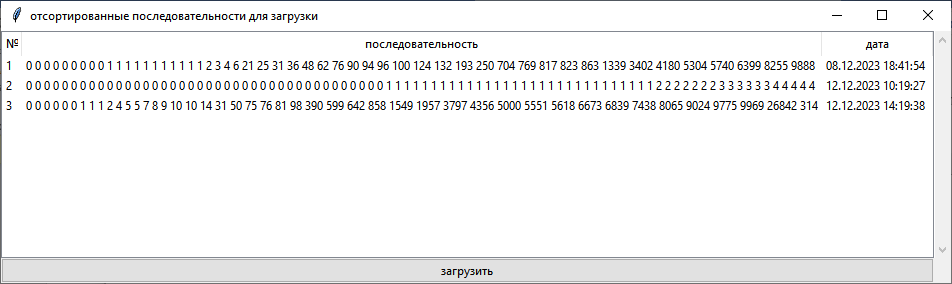 отсортированные последовательности для загрузки
№ последовательность дата
1 0 0 0 0 0 0 0 0 0 1 1 1 1 1 1 1 1 1 1 1 2 3 4 6 21 25 31 36 48 62 76 90 94 96 100 124 132 193 250 704 769 817 823 863 1339 3402 4180 5304 5740 6399 8255 9888 08.12.2023 18:41:54
2 0 0 0 0 0 0 0 0 0 0 0 0 0 0 0 0 0 0 0 0 0 0 0 0 0 0 0 0 0 0 0 0 0 0 0 0 0 0 0 0 1 1 1 1 1 1 1 1 1 1 1 1 1 1 1 1 1 1 1 1 1 1 1 1 1 1 1 1 1 1 2 2 2 2 2 2 2 3 3 3 3 3 3 4 4 4 4 4 12.12.2023 10:19:27
3 0 0 0 0 0 0 1 1 1 2 4 5 5 7 8 9 10 10 14 31 50 75 76 81 98 390 599 642 858 1549 1957 3797 4356 5000 5551 5618 6673 6839 7438 8065 9024 9775 9969 26842 314 12.12.2023 14:19:38
загрузить